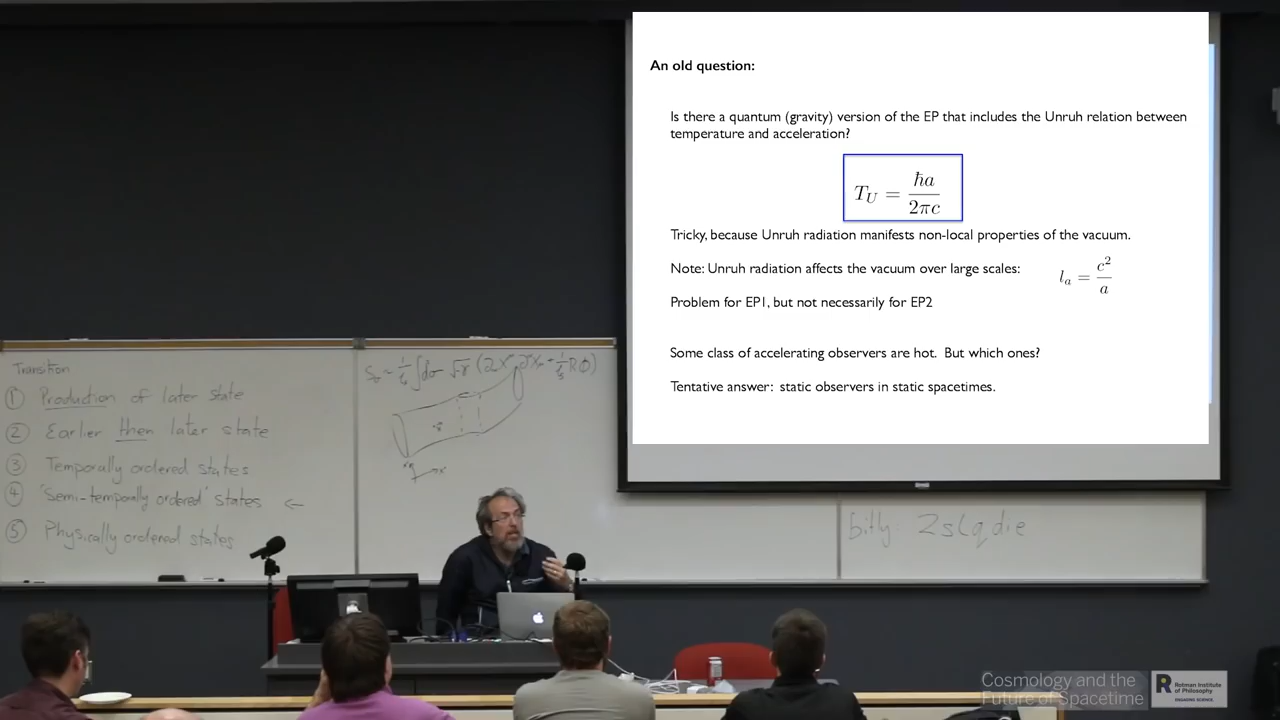 An old question:
Is there a quantum (gravity) version of the EP that includes the Unruh relation between
temperature and acceleration?
T_U = ħa / 2πc
Tricky, because Unruh radiation manifests non-local properties of the vacuum.
Note: Unruh radiation affects the vacuum over large scales: l_a = c² / a
Problem for EP1, but not necessarily for EP2
Some class of accelerating observers are hot. But which ones?
Tentative answer: static observers in static spacetimes.
Transition
① Production of later state
② Earlier then later state
③ Temporally ordered states
④ 'Semi-temporally ordered' states ←
⑤ Physically ordered states
bitly:
Cosmology and the
Future of Spacetime
R
Rotman Institute
of Philosophy
ENGAGING SCIENCE.